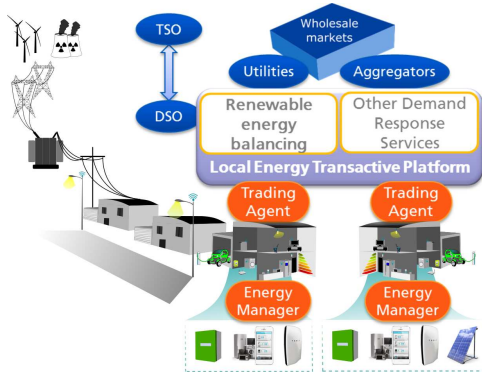 TSO
Wholesale
markets
Utilities
Aggregators
DSO
Renewable
energy
balancing
Other Demand
Response
Services
Local Energy Transactive Platform
Trading
Agent
Trading
Agent
Energy
Manager
Energy
Manager